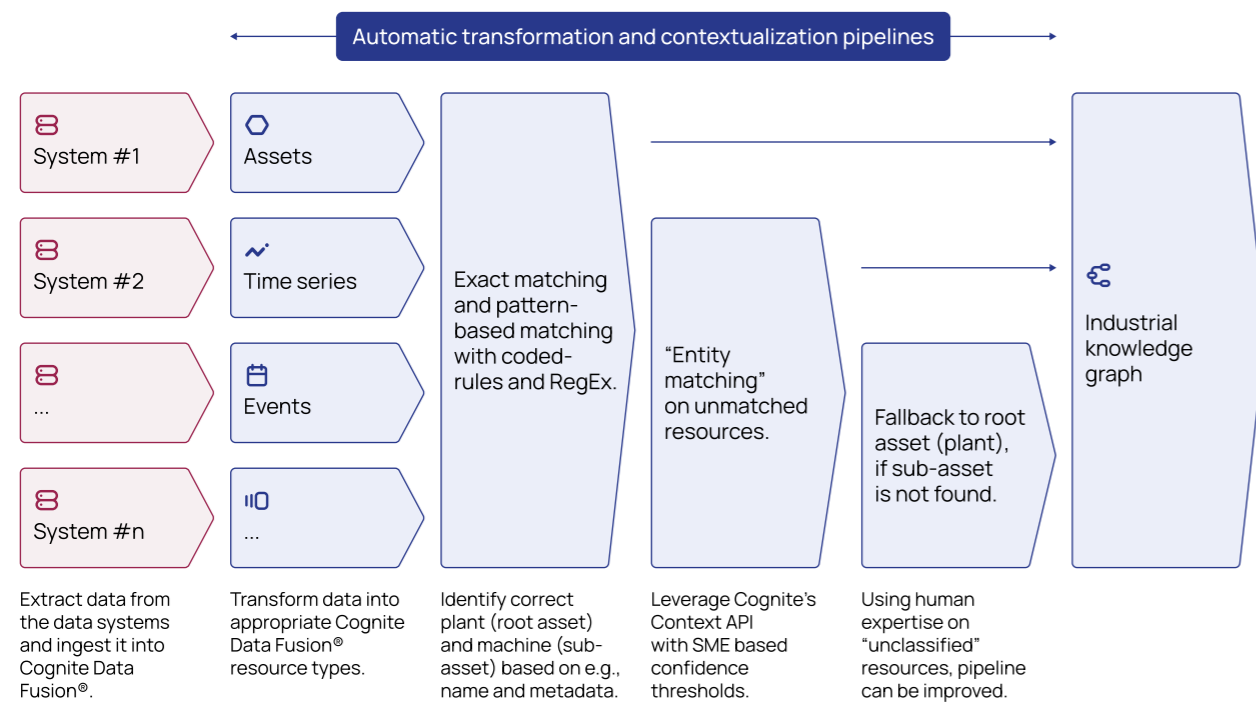 Automatic transformation and contextualization pipelines
System #1
System #2
...
System #n
Assets
Time series
Events
...
Exact matching
and pattern-
based matching
with coded-
rules and RegEx.
“Entity
matching”
on unmatched
resources.
Fallback to root
asset (plant),
if sub-asset
is not found.
Industrial
knowledge
graph
Extract data from
the data systems
and ingest it into
Cognite Data
Fusion®.
Transform data into
appropriate Cognite
Data Fusion®
resource types.
Identify correct
plant (root asset)
and machine (sub-
asset) based on e.g.,
name and metadata.
Leverage Cognite’s
Context API
with SME based
confidence
thresholds.
Using human
expertise on
“unclassified”
resources, pipeline
can be improved.